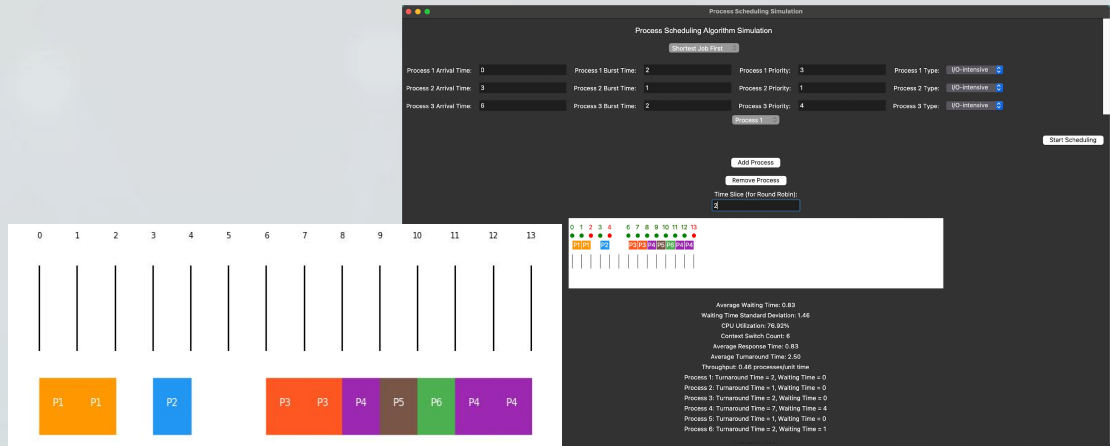 Process Scheduling Simulation
Process Scheduling Algorithm Simulation
Shortest Job First
Process 1 Arrival Time: 0 Process 1 Burst Time: 2 Process 1 Priority: 3 Process 1 Type: I/O-intensive
Process 2 Arrival Time: 3 Process 2 Burst Time: 1 Process 2 Priority: 1 Process 2 Type: I/O-intensive
Process 3 Arrival Time: 6 Process 3 Burst Time: 2 Process 3 Priority: 4 Process 3 Type: I/O-intensive
Process 1
Start Scheduling
Add Process
Remove Process
Time Slice (for Round Robin):
2
0 1 2 3 4 6 7 8 9 10 11 12 13
P1 P1 P2 P3 P3 P4 P5 P6 P4 P4
Average Waiting Time: 0.83
Waiting Time Standard Deviation: 1.46
CPU Utilization: 76.92%
Context Switch Count: 6
Average Response Time: 0.83
Average Turnaround Time: 2.50
Throughput: 0.46 processes/unit time
Process 1: Turnaround Time = 2, Waiting Time = 0
Process 2: Turnaround Time = 1, Waiting Time = 0
Process 3: Turnaround Time = 2, Waiting Time = 0
Process 4: Turnaround Time = 7, Waiting Time = 4
Process 5: Turnaround Time = 1, Waiting Time = 0
Process 6: Turnaround Time = 2, Waiting Time = 1
0 1 2 3 4 5 6 7 8 9 10 11 12 13
P1 P1 P2 P3 P3 P4 P5 P6 P4 P4